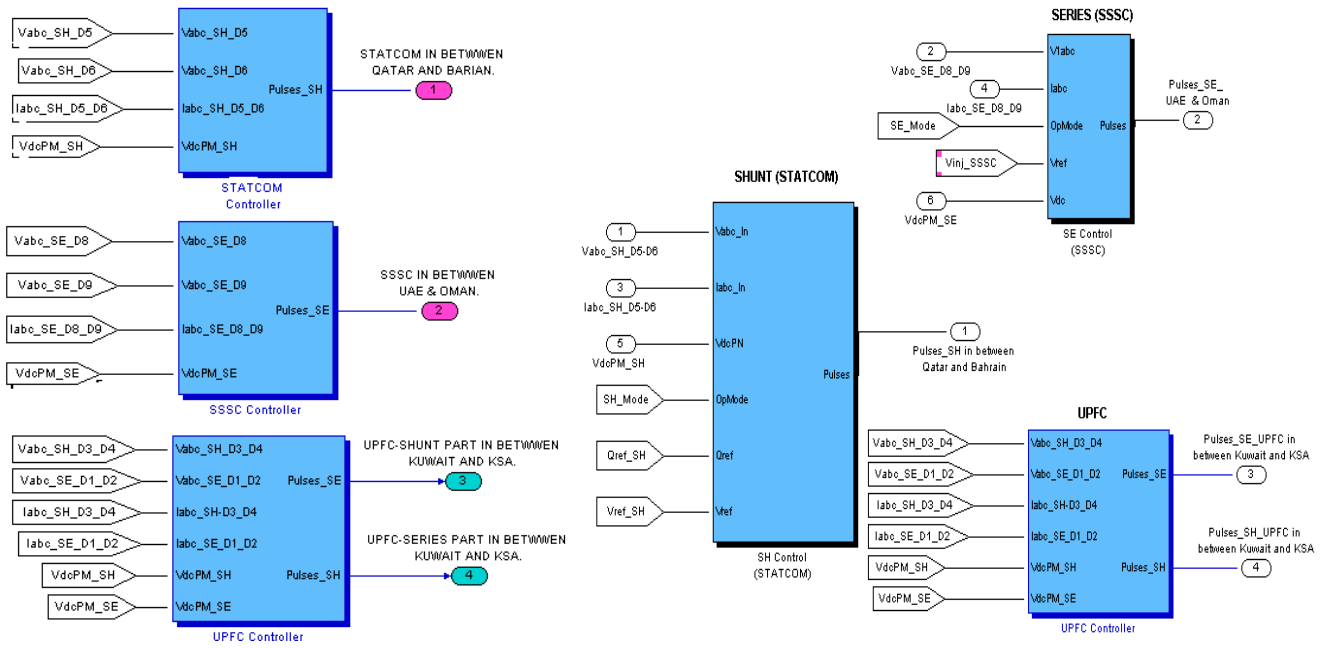 Vabc_SH_D5
Vabc_SH_D6
Iabc_SH_D5_D6
VdcPM_SH
Vabc_SH_D5
Vabc_SH_D6
Iabc_SH_D5_D6
VdcPM_SH
Pulses_SH
STATCOM
Controller
STATCOM IN BETWWEN
QATAR AND BARIAN.
1
Vabc_SE_D8
Vabc_SE_D9
Iabc_SE_D8_D9
VdcPM_SE
Vabc_SE_D8
Vabc_SE_D9
Iabc_SE_D8_D9
VdcPM_SE
Pulses_SE
SSSC Controller
SSSC IN BETWWEN
UAE & OMAN.
2
Vabc_SH_D3_D4
Vabc_SE_D1_D2
Iabc_SH_D3_D4
Iabc_SE_D1_D2
VdcPM_SH
VdcPM_SE
Vabc_SH_D3_D4
Vabc_SE_D1_D2
Iabc_SH-D3_D4
Iabc_SE_D1_D2
VdcPM_SH
VdcPM_SE
Pulses_SE
Pulses_SH
UPFC Controller
UPFC-SHUNT PART IN BETWWEN
KUWAIT AND KSA.
3
UPFC-SERIES PART IN BETWWEN
KUWAIT AND KSA.
4
SHUNT (STATCOM)
1
Vabc_SH_D5-D6
3
Iabc_SH_D5-D6
5
VdcPM_SH
SH_Mode
Qref_SH
Vref_SH
Vabc_In
Iabc_In
VdcPN
OpMode
Qref
Vref
Pulses
SH Control
(STATCOM)
1
Pulses_SH in between
Qatar and Bahrain
SERIES (SSSC)
2
Vabc_SE_D8_D9
4
Iabc_SE_D8_D9
SE_Mode
Vinj_SSSC
6
VdcPM_SE
V1abc
Iabc
OpMode
Vref
Vdc
Pulses
SE Control
(SSSC)
Pulses_SE_
UAE & Oman
2
UPFC
Vabc_SH_D3_D4
Vabc_SE_D1_D2
Iabc_SH_D3_D4
Iabc_SE_D1_D2
VdcPM_SH
VdcPM_SE
Vabc_SH_D3_D4
Vabc_SE_D1_D2
Iabc_SH-D3_D4
Iabc_SE_D1_D2
VdcPM_SH
VdcPM_SE
Pulses_SE
Pulses_SH
UPFC Controller
Pulses_SE_UPFC in
between Kuwait and KSA
3
Pulses_SH_UPFC in
between Kuwait and KSA
4